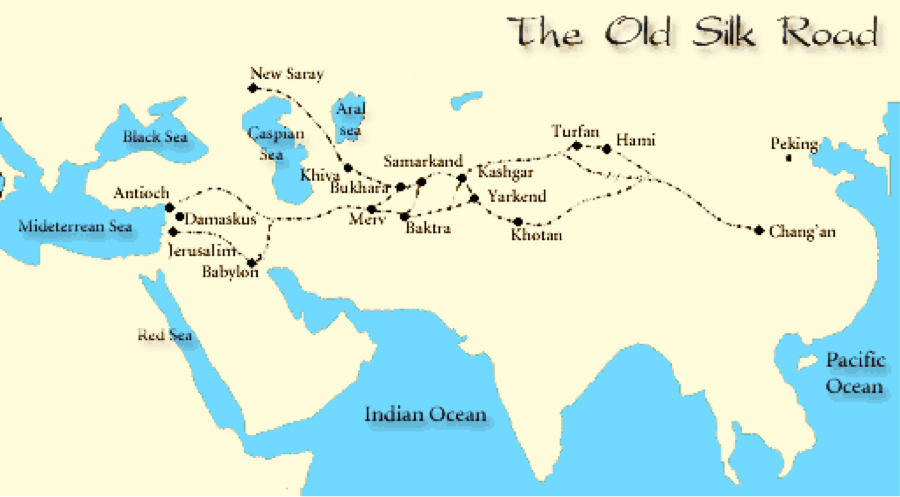 The Old Silk Road
New Saray
Aral
sea
Black Sea
Caspian
Sea
Turfan
Hami
Peking
Samarkand
Khiva
Kashgar
Bukhara
Antioch
Yarkend
Damaskus
Merv
Mideterrean Sea
Baktra
Khotan
Chang'an
Jerusalim
Babylon
Red Sea
Pacific
Ocean
Indian Ocean